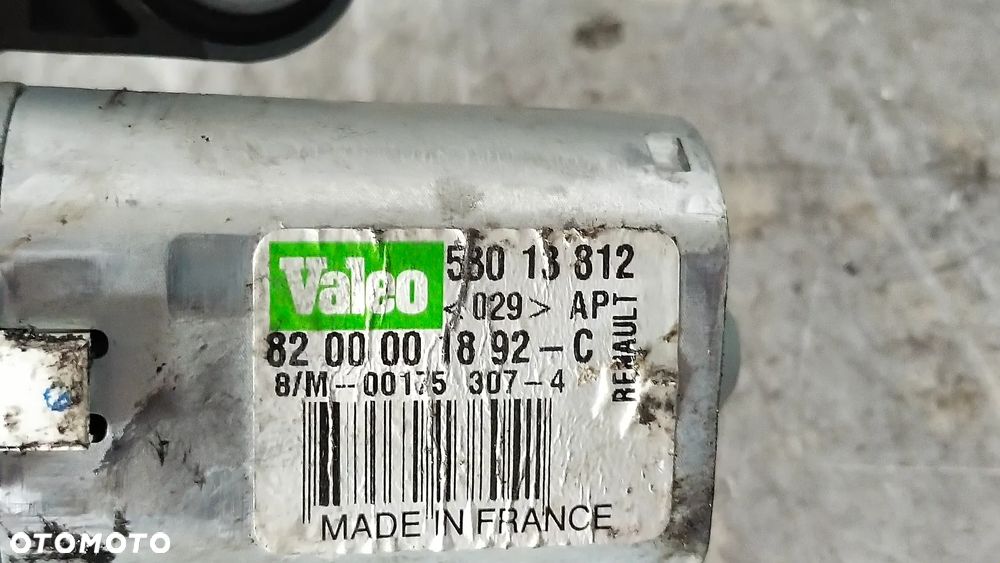 Valeo 530 13 812
<029> AP
82 00 00 18 92-C
RENAULT
8/M-00175 307-4
MADE IN FRANCE
OTOMOTO